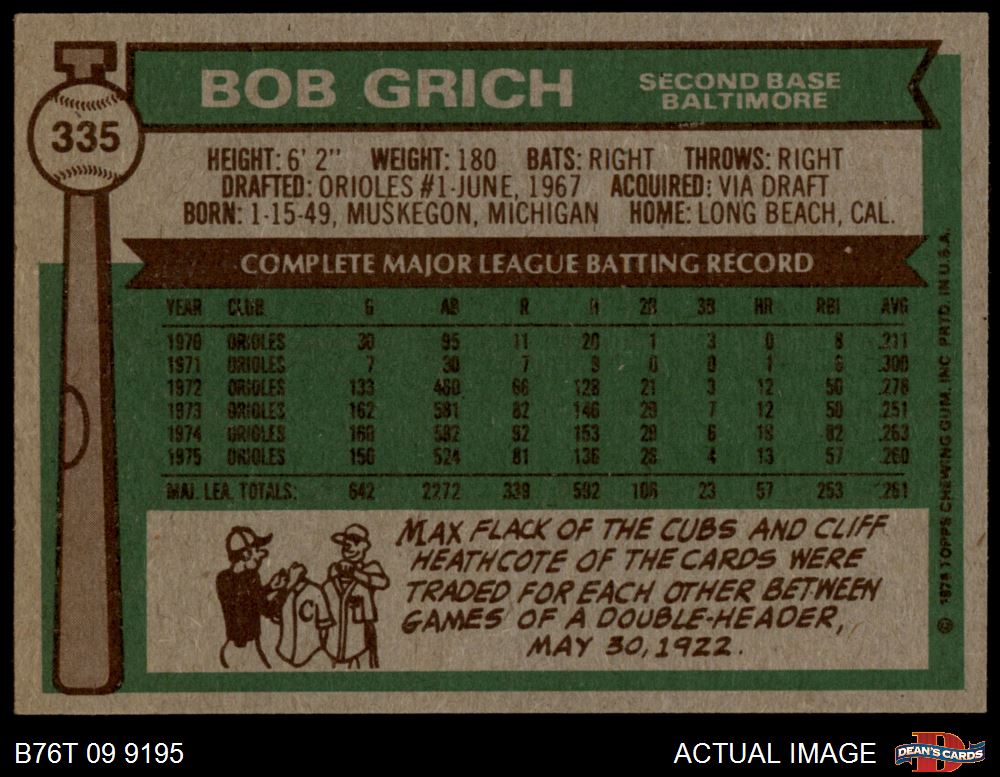 BOB GRICH
SECOND BASE
BALTIMORE
335
HEIGHT: 6' 2" WEIGHT: 180 BATS: RIGHT THROWS: RIGHT
DRAFTED: ORIOLES #1-JUNE, 1967 ACQUIRED: VIA DRAFT
BORN: 1-15-49, MUSKEGON, MICHIGAN HOME: LONG BEACH, CAL.
COMPLETE MAJOR LEAGUE BATTING RECORD
YEAR CLUB G AB R H 2B 3B HR RBI AVG
1970 ORIOLES 30 95 11 20 1 3 0 8 .211
1971 ORIOLES 7 30 7 9 0 0 1 6 .300
1972 ORIOLES 133 460 66 128 21 3 12 50 .278
1973 ORIOLES 162 581 82 146 29 7 12 50 .251
1974 ORIOLES 160 582 92 153 29 6 19 82 .263
1975 ORIOLES 150 524 81 136 26 4 13 57 .260
MAJ. LEA. TOTALS: 642 2272 339 592 106 23 57 253 .261
MAX FLACK OF THE CUBS AND CLIFF
HEATHCOTE OF THE CARDS WERE
TRADED FOR EACH OTHER BETWEEN
GAMES OF A DOUBLE-HEADER,
MAY 30, 1922.
C
© 1976 TOPPS CHEWING GUM, INC. PRTD. IN U.S.A.
B76T 09 9195
ACTUAL IMAGE
D
DEAN'S CARDS